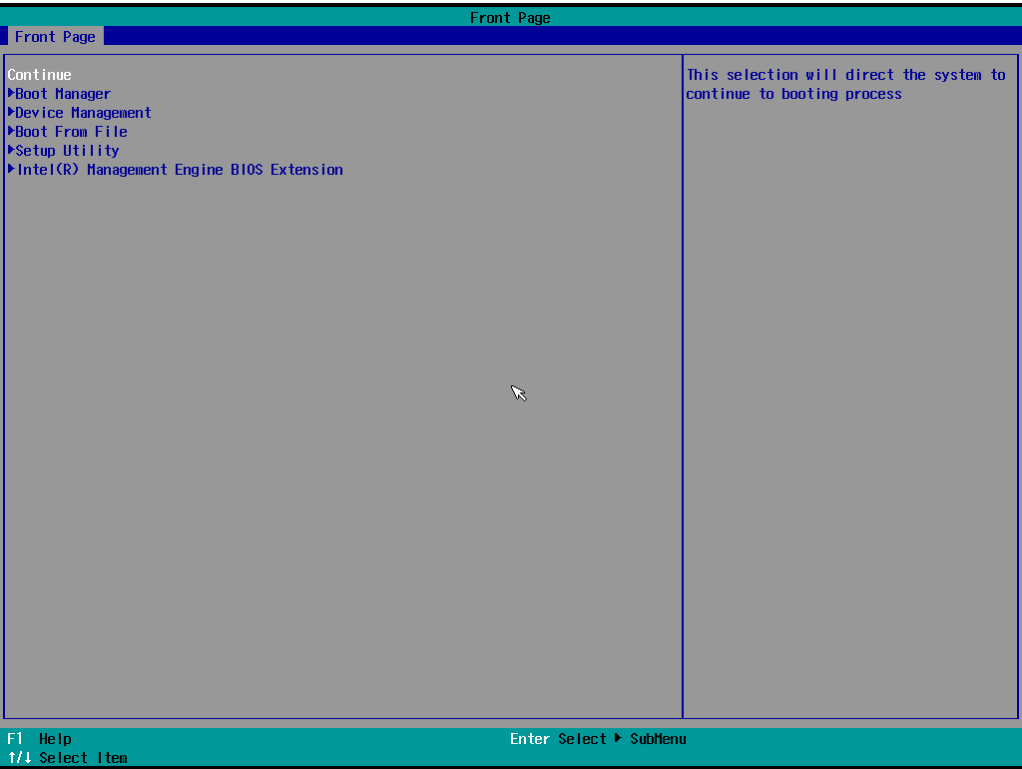 Front Page
Front Page
Continue
Boot Manager
Device Management
Boot From File
Setup Utility
Intel(R) Management Engine BIOS Extension
This selection will direct the system to
continue to booting process
F1 Help
↑/↓ Select Item
Enter Select ▶ SubMenu